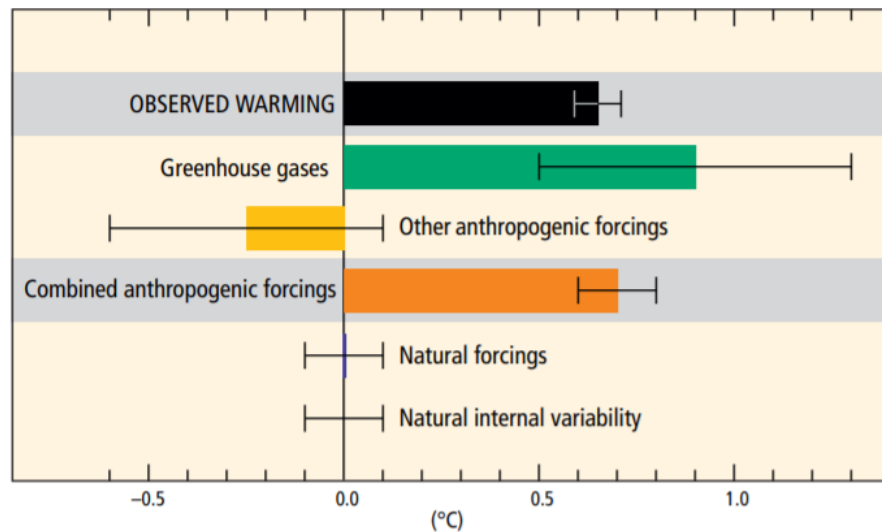 OBSERVED WARMING
Greenhouse gases
Other anthropogenic forcings
Combined anthropogenic forcings
Natural forcings
Natural internal variability
–0.5 0.0 0.5 1.0
(°C)